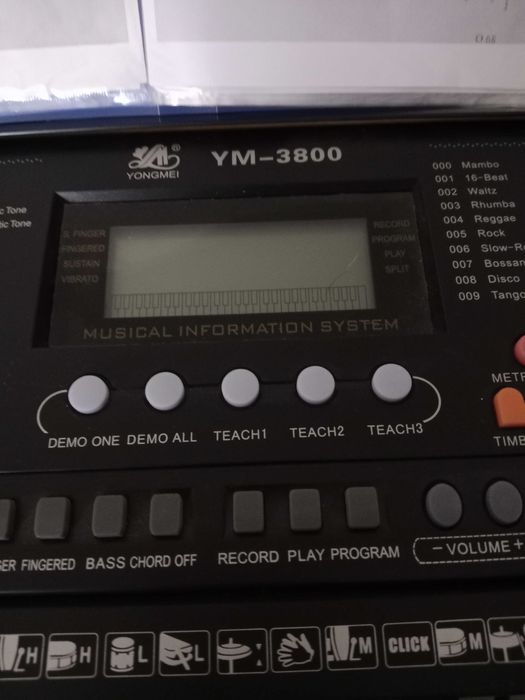 YONGMEI
®
YM-3800
000 Mambo
001 16-Beat
002 Waltz
003 Rhumba
004 Reggae
005 Rock
006 Slow-R
007 Bossan
008 Disco
009 Tango
c Tone
tic Tone
S. FINGER
FINGERED
SUSTAIN
VIBRATO
RECORD
PROGRAM
PLAY
SPLIT
MUSICAL INFORMATION SYSTEM
METR
TIMB
DEMO ONE DEMO ALL TEACH1 TEACH2 TEACH3
GER FINGERED BASS CHORD OFF RECORD PLAY PROGRAM
- VOLUME +
H H L L M CLICK M